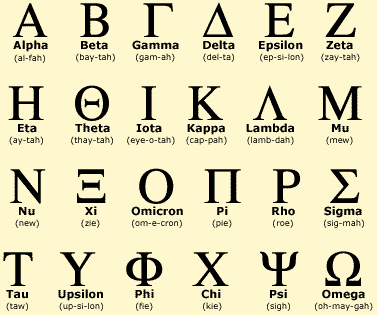 Α Β Γ Δ Ε Ζ
Alpha Beta Gamma Delta Epsilon Zeta
(al-fah) (bay-tah) (gam-ah) (del-ta) (ep-si-lon) (zay-tah)
Η Θ Ι Κ Λ Μ
Eta Theta Iota Kappa Lambda Mu
(ay-tah) (thay-tah) (eye-o-tah) (cap-pah) (lamb-dah) (mew)
Ν Ξ Ο Π Ρ Σ
Nu Xi Omicron Pi Rho Sigma
(new) (zie) (om-e-cron) (pie) (roe) (sig-mah)
Τ Υ Φ Χ Ψ Ω
Tau Upsilon Phi Chi Psi Omega
(taw) (up-si-lon) (fie) (kie) (sigh) (oh-may-gah)